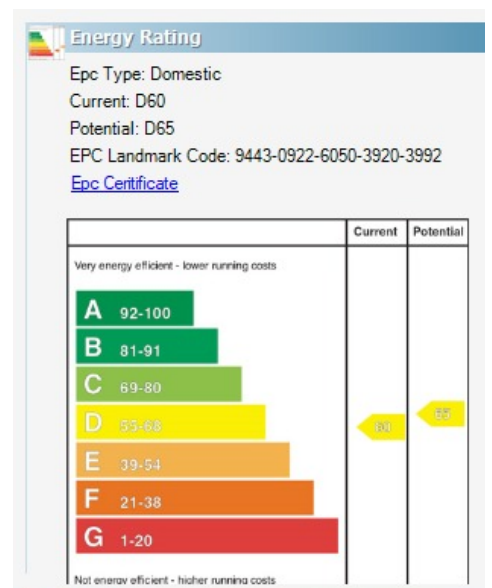 Energy Rating
Epc Type: Domestic
Current: D60
Potential: D65
EPC Landmark Code: 9443-0922-6050-3920-3992
Epc Ceritificate
Current Potential
Very energy efficient - lower running costs
A 92-100
B 81-91
C 69-80
D 55-68
E 39-54
F 21-38
G 1-20
60
65
Not energy efficient - higher running costs